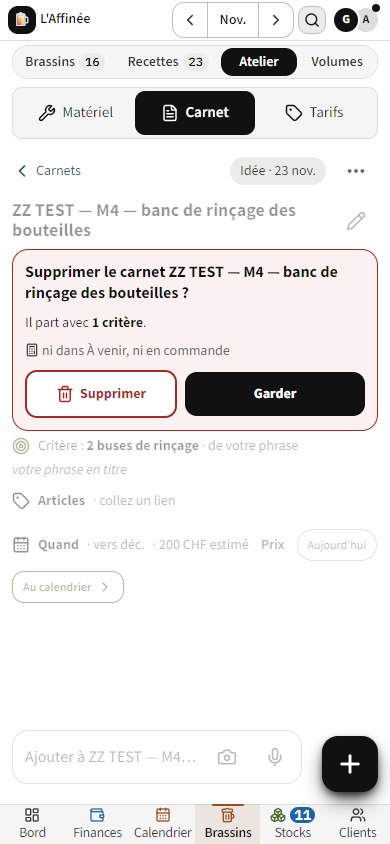 L'Affinée
Nov.
G A
Brassins 16 Recettes 23 Atelier Volumes
Matériel Carnet Tarifs
Carnets Idée · 23 nov.
ZZ TEST — M4 — banc de rinçage des
bouteilles
Supprimer le carnet ZZ TEST — M4 — banc de
rinçage des bouteilles ?
Il part avec 1 critère.
ni dans À venir, ni en commande
Supprimer Garder
Critère : 2 buses de rinçage · de votre phrase
votre phrase en titre
Articles · collez un lien
Quand · vers déc. · 200 CHF estimé Prix Aujourd'hui
Au calendrier
Ajouter à ZZ TEST — M4…
Bord Finances Calendrier Brassins Stocks 11 Clients